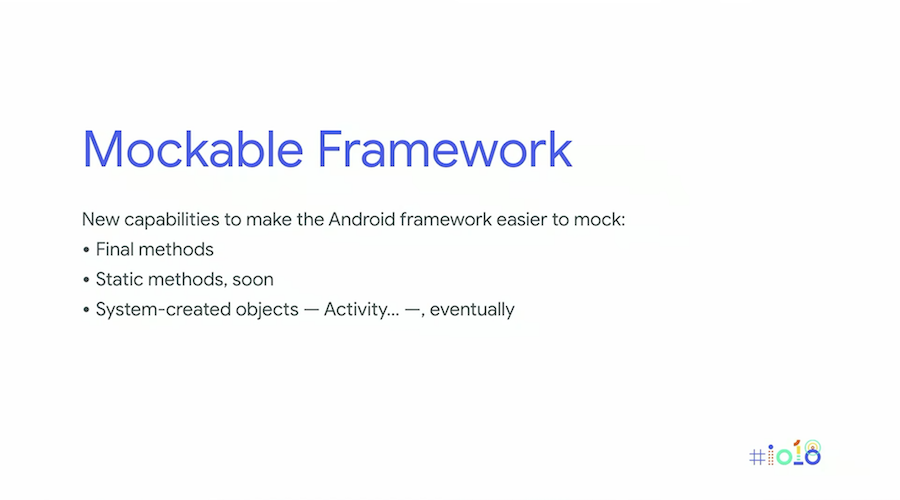 Mockable Framework
New capabilities to make the Android framework easier to mock:
• Final methods
• Static methods, soon
• System-created objects — Activity... —, eventually
#io18